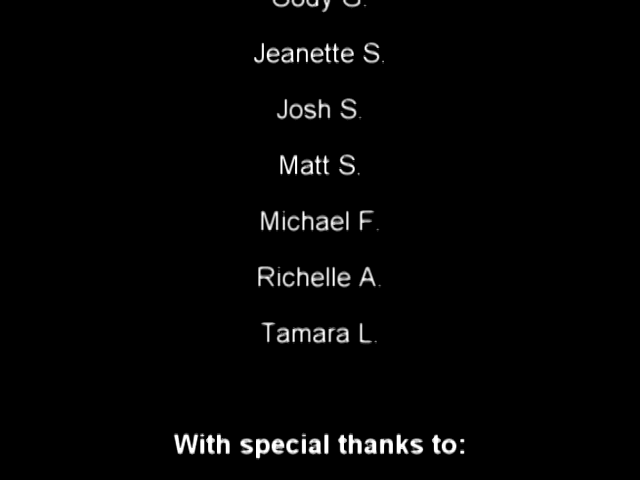 Jeanette S.
Josh S.
Matt S.
Michael F.
Richelle A.
Tamara L.
With special thanks to: